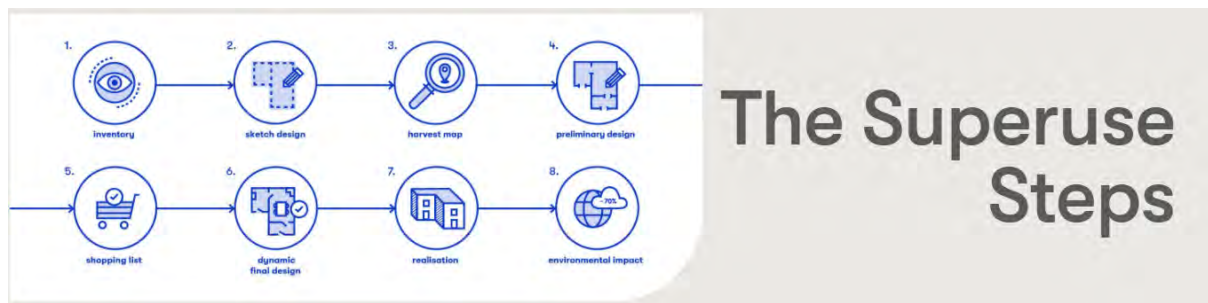 1.
inventory
2.
sketch design
3.
harvest map
4.
preliminary design
5.
shopping list
6.
dynamic
final design
7.
realisation
8.
-70%
environmental impact
The Superuse
Steps